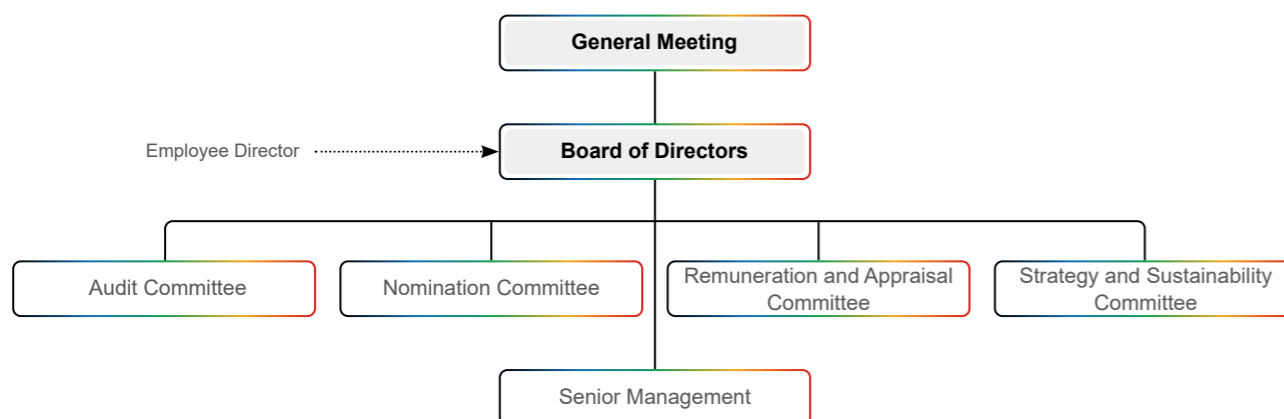 General Meeting
Employee Director
Board of Directors
Audit Committee
Nomination Committee
Remuneration and Appraisal
Committee
Strategy and Sustainability
Committee
Senior Management